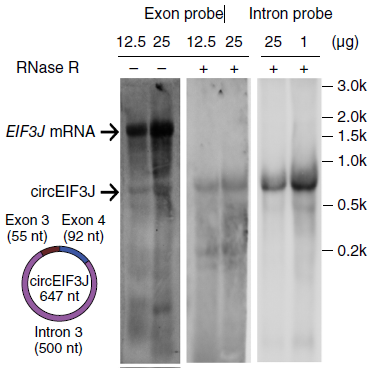 Exon probe Intron probe
12.5 25 12.5 25 25 1 (µg)
RNase R − − + + + +
3.0k
2.0k
EIF3J mRNA
1.5k
1.0k
circEIF3J
0.5k
Exon 3 Exon 4
(55 nt) (92 nt)
0.2k
circEIF3J
647 nt
Intron 3
(500 nt)